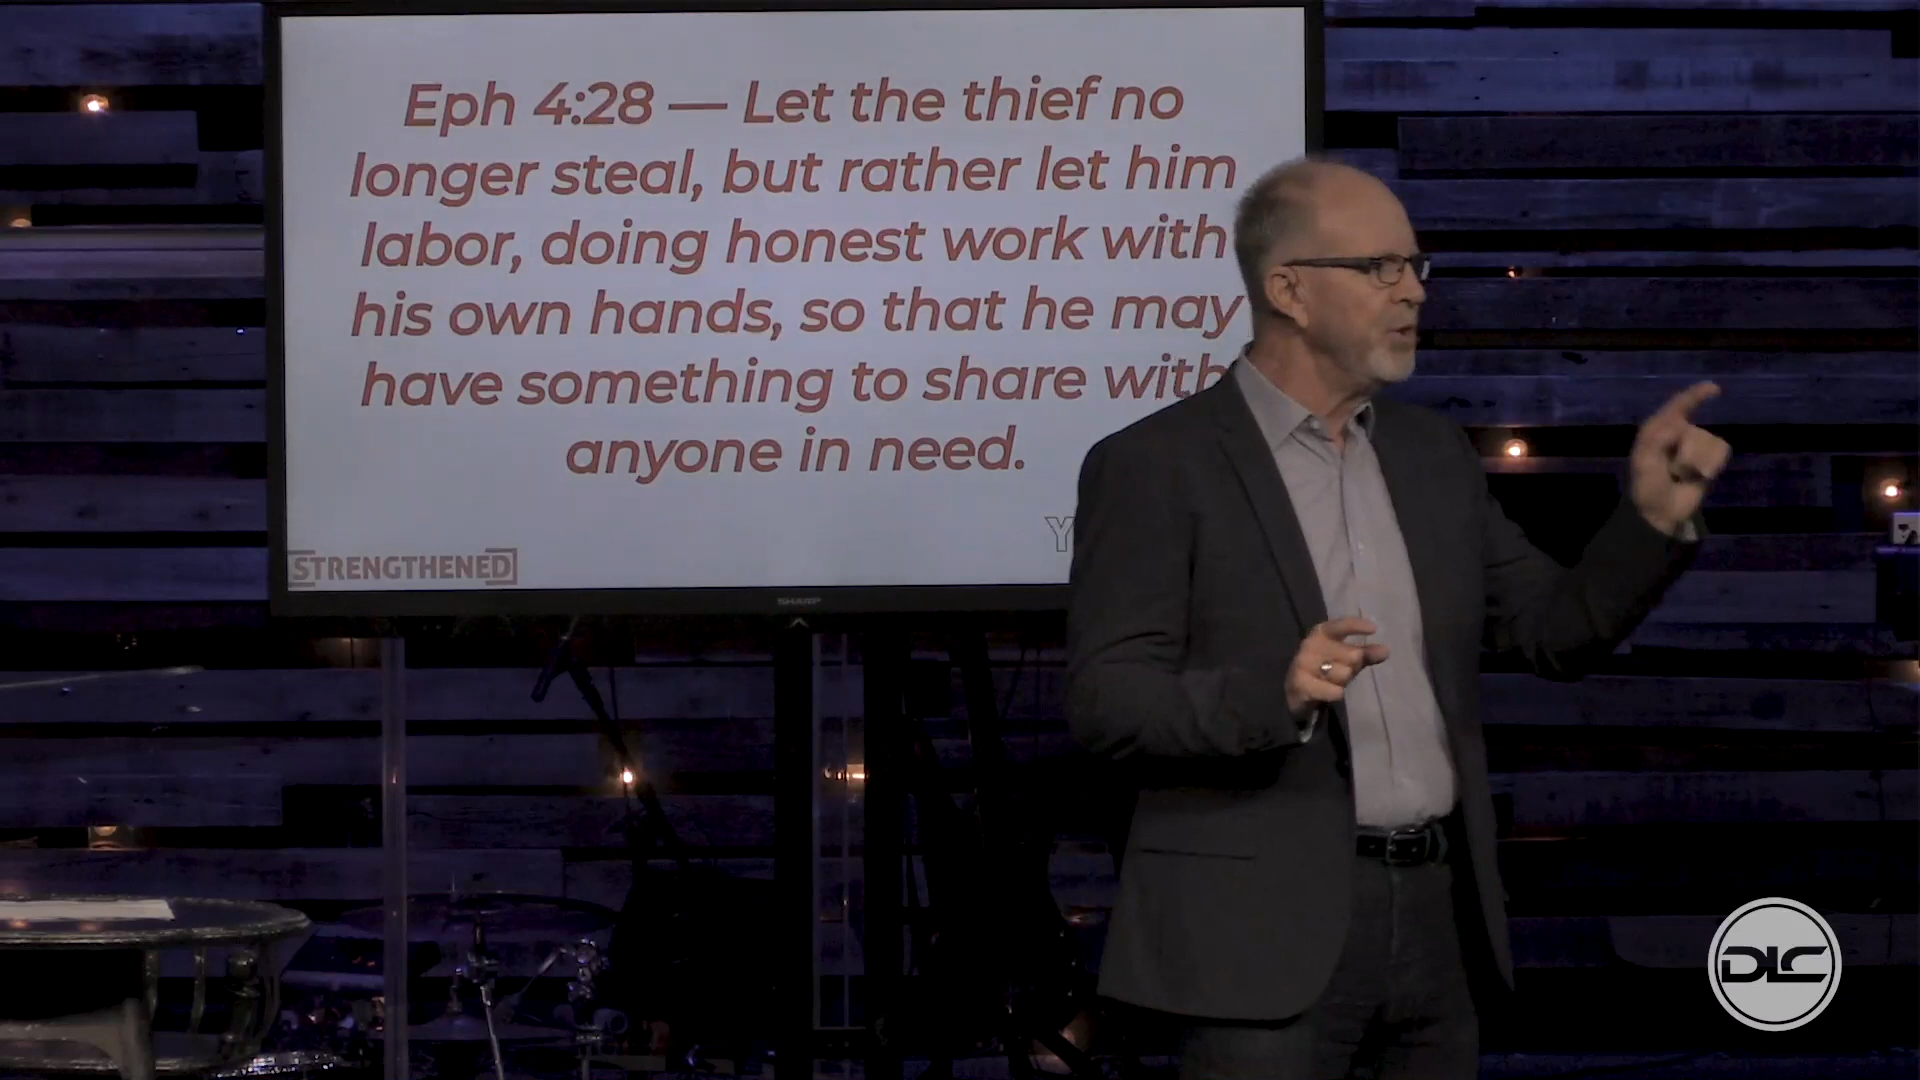 Eph 4:28 — Let the thief no
longer steal, but rather let him
labor, doing honest work with
his own hands, so that he may
have something to share with
anyone in need.
STRENGTHENED
SHARP
DLC